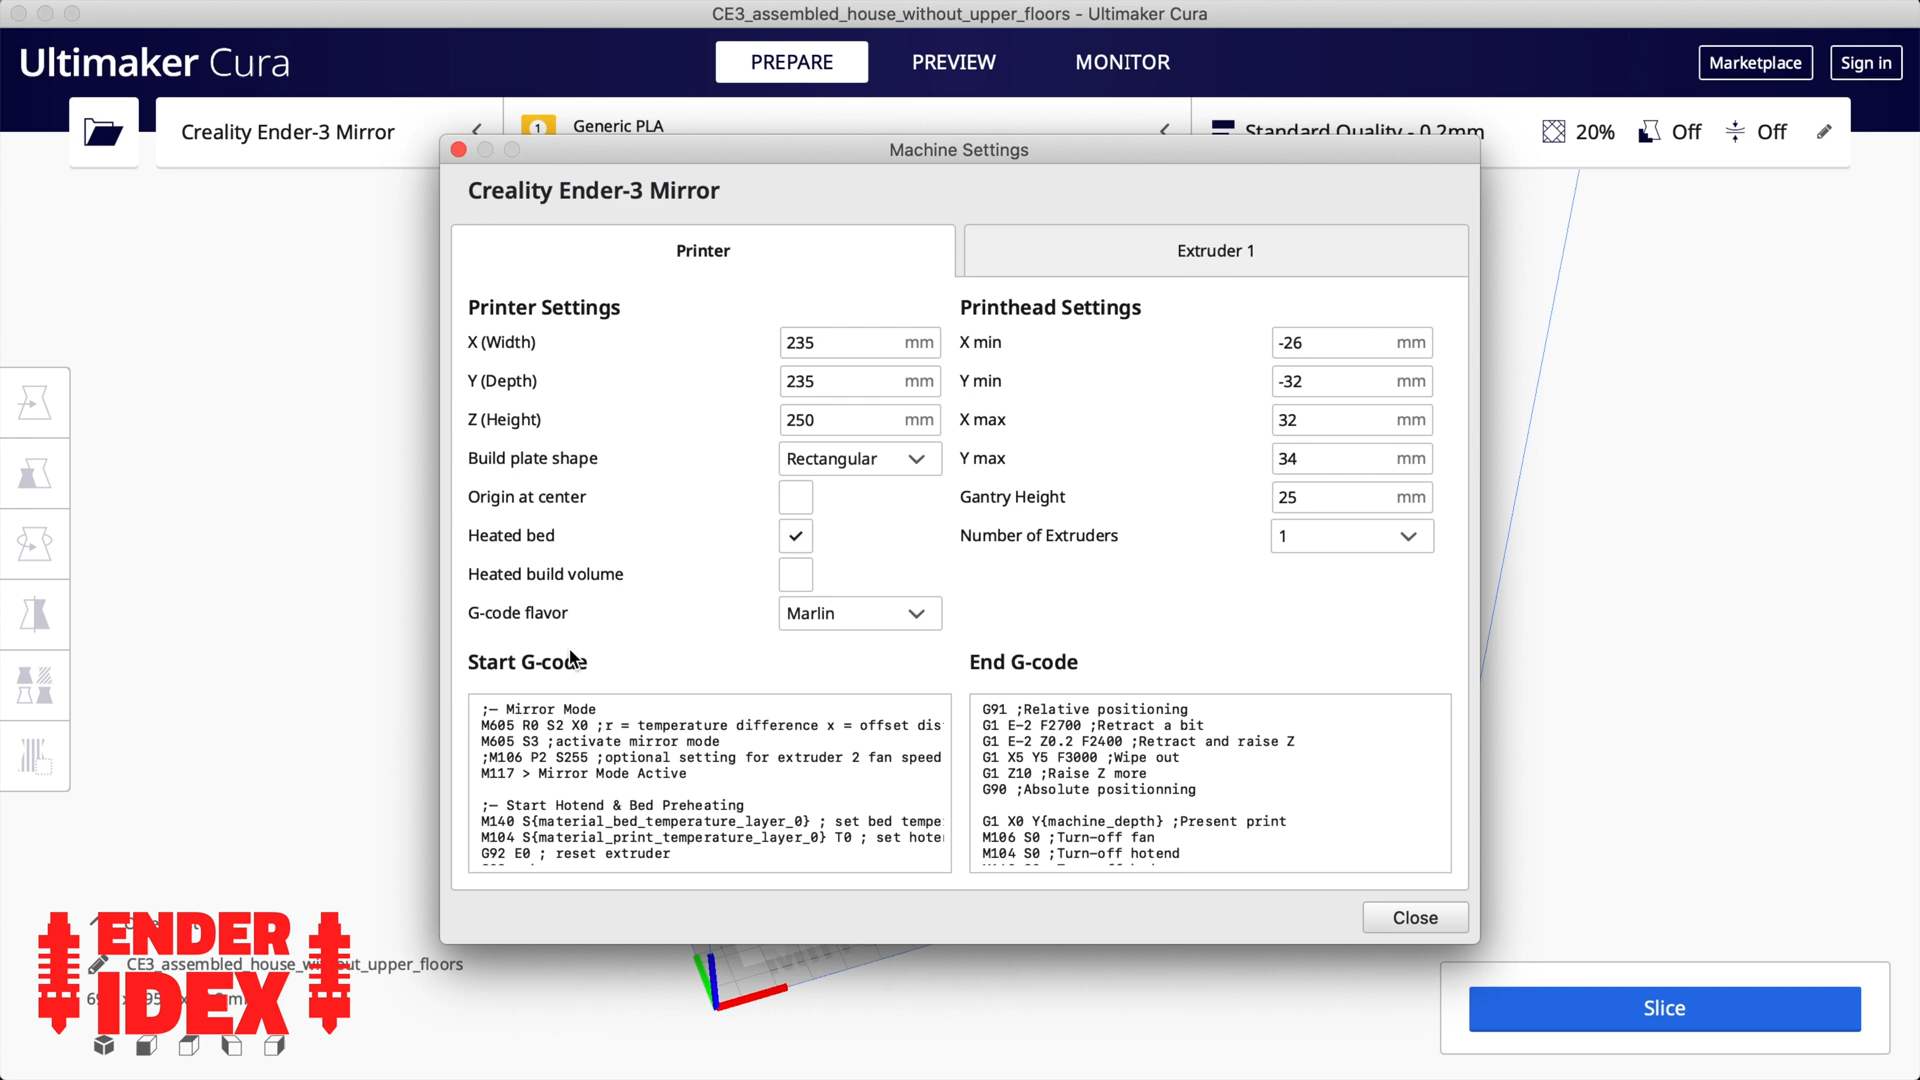 CE3_assembled_house_without_upper_floors - Ultimaker Cura
Ultimaker Cura
PREPARE
PREVIEW
MONITOR
Marketplace
Sign in
Creality Ender-3 Mirror
1
Generic PLA
Standard Quality - 0.2mm
20%
Off
Off
Machine Settings
Creality Ender-3 Mirror
Printer
Extruder 1
Printer Settings
X (Width)
235 mm
Y (Depth)
235 mm
Z (Height)
250 mm
Build plate shape
Rectangular
Origin at center
Heated bed
Heated build volume
G-code flavor
Marlin
Printhead Settings
X min
-26 mm
Y min
-32 mm
X max
32 mm
Y max
34 mm
Gantry Height
25 mm
Number of Extruders
1
Start G-code
;— Mirror Mode
M605 R0 S2 X0 ;r = temperature difference x = offset dis
M605 S3 ;activate mirror mode
;M106 P2 S255 ;optional setting for extruder 2 fan speed
M117 > Mirror Mode Active
;— Start Hotend & Bed Preheating
M140 S{material_bed_temperature_layer_0} ; set bed tempe
M104 S{material_print_temperature_layer_0} T0 ; set hote
G92 E0 ; reset extruder
End G-code
G91 ;Relative positioning
G1 E-2 F2700 ;Retract a bit
G1 E-2 Z0.2 F2400 ;Retract and raise Z
G1 X5 Y5 F3000 ;Wipe out
G1 Z10 ;Raise Z more
G90 ;Absolute positionning
G1 X0 Y{machine_depth} ;Present print
M106 S0 ;Turn-off fan
M104 S0 ;Turn-off hotend
Close
ENDER
IDEX
CE3_assembled_house_without_upper_floors
Slice